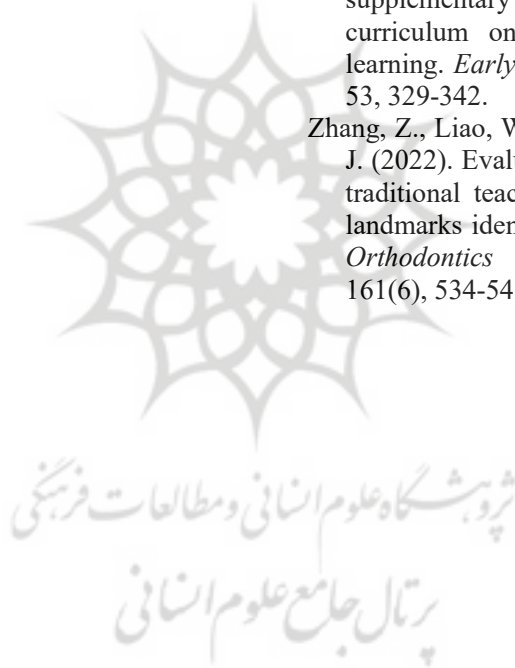 supplementary
curriculum on
learning. Early
53, 329-342.
Zhang, Z., Liao, W
J. (2022). Evalu
traditional teac
landmarks iden
Orthodontics
161(6), 534-54
پژوهشگاه علوم انسانی و مطالعات فرهنگی
پرتال جامع علوم انسانی